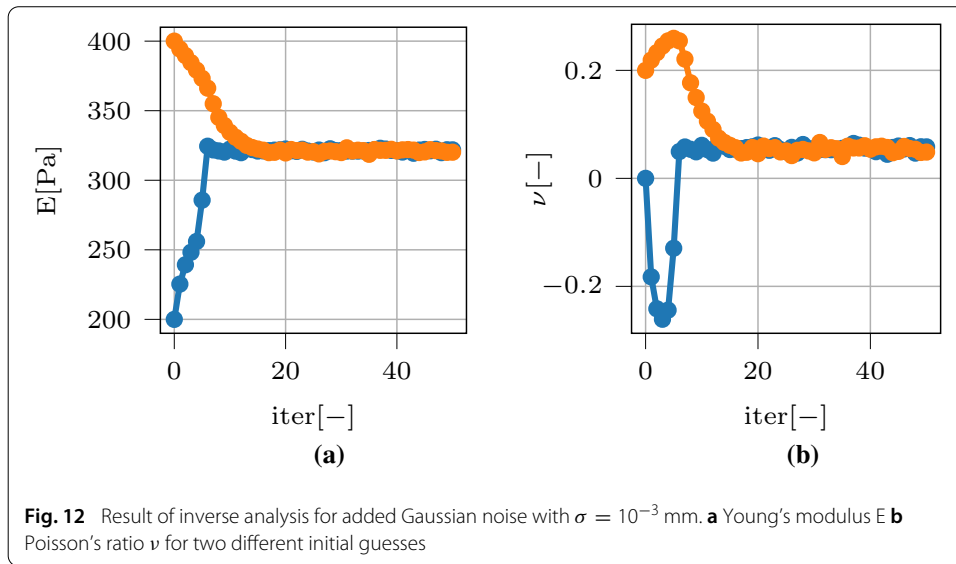 400
350
300
250
200
E[Pa]
0
20
40
iter[−]
(a)
0.2
0
−0.2
ν[−]
0
20
40
iter[−]
(b)
Fig. 12 Result of inverse analysis for added Gaussian noise with σ = 10⁻³ mm. a Young's modulus E b
Poisson's ratio ν for two different initial guesses